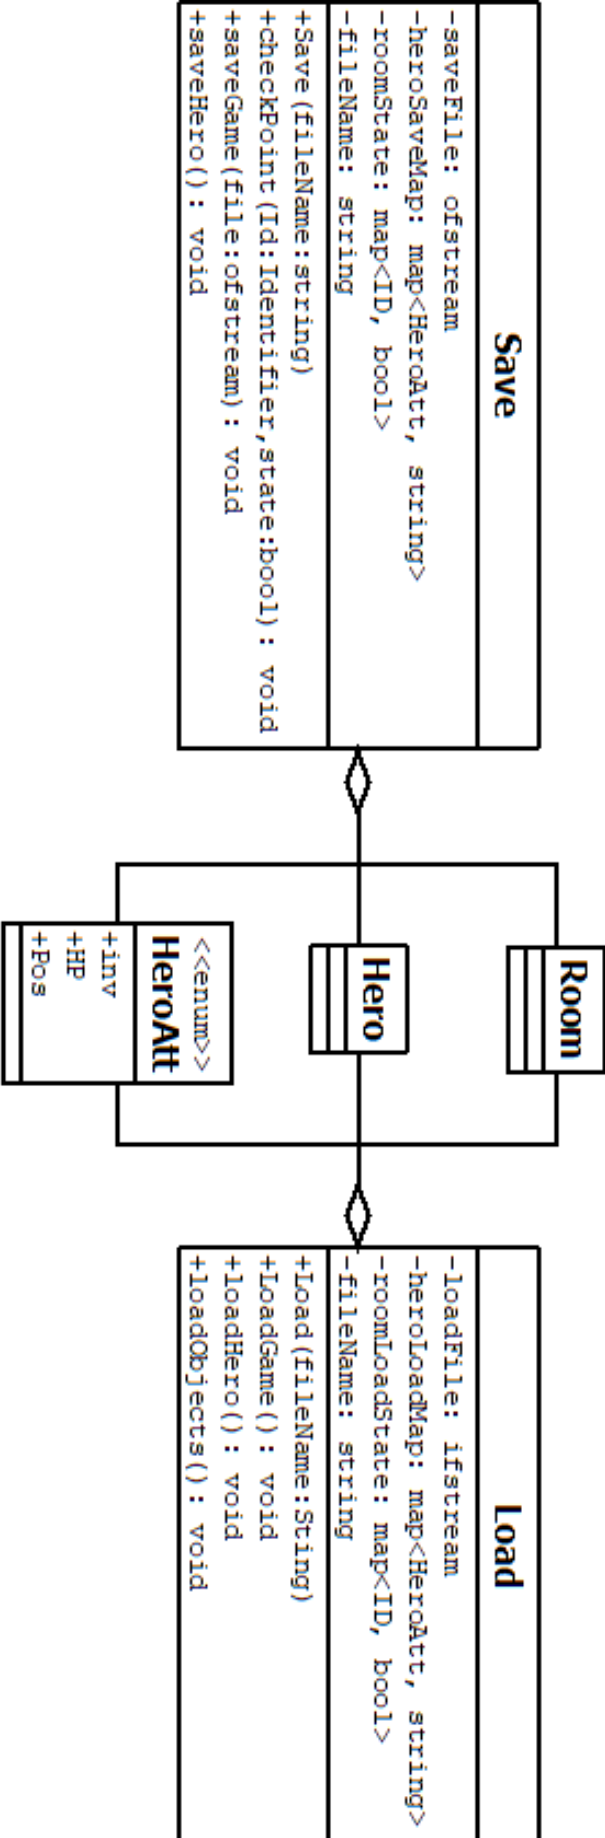 Save
-saveFile: ofstream
-heroSaveMap: map<HeroAtt, string>
-roomState: map<ID, bool>
-fileName: string
+Save(fileName:string)
+checkPoint(Id:Identifier,state:bool): void
+saveGame(file:ofstream): void
+saveHero(): void
Room
Hero
<<enum>>
HeroAtt
+inv
+HP
+Pos
Load
-loadFile: ifstream
-heroLoadMap: map<HeroAtt, string>
-roomLoadState: map<ID, bool>
-fileName: string
+Load(fileName:Sting)
+LoadGame(): void
+loadHero(): void
+loadObjects(): void